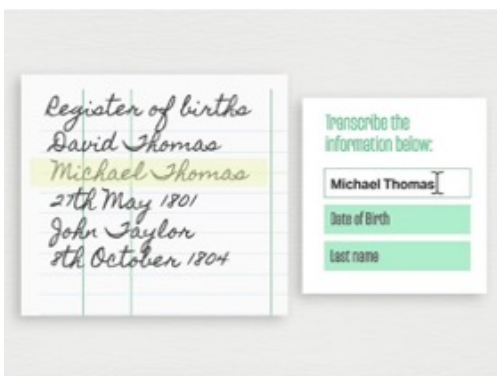 Register of births
David Thomas
Michael Thomas
27th May 1801
John Taylor
8th October 1804
Transcribe the
information below:
Michael Thomas
Date of Birth
Last name